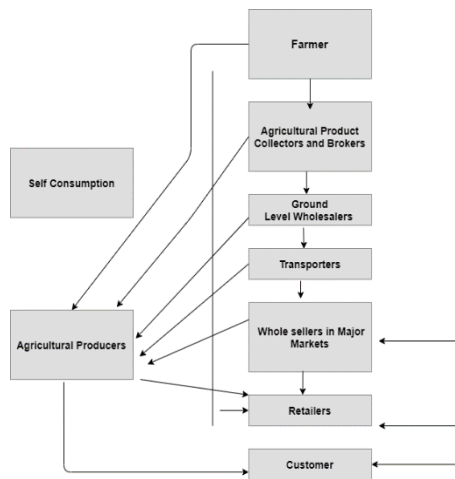 Farmer
Agricultural Product
Collectors and Brokers
Self Consumption
Ground
Level Wholesalers
Transporters
Agricultural Producers
Whole sellers in Major
Markets
Retailers
Customer